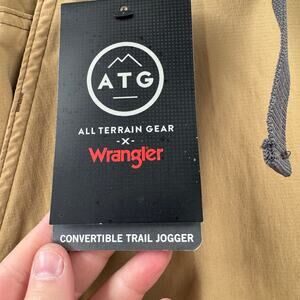 ATG
ALL TERRAIN GEAR
-X-
Wrangler
CONVERTIBLE TRAIL JOGGER